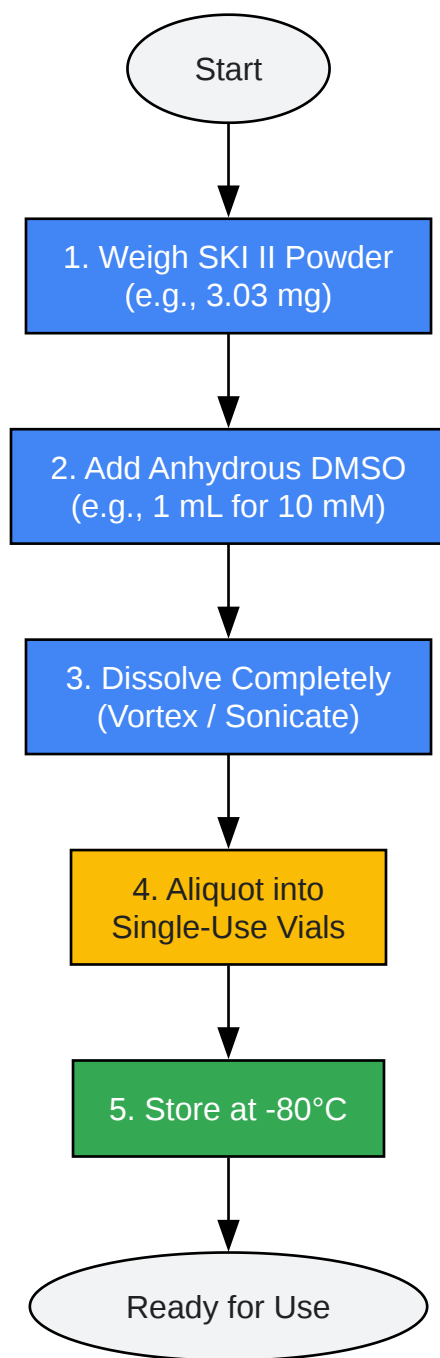 Start
1. Weigh SKI II Powder
(e.g., 3.03 mg)
2. Add Anhydrous DMSO
(e.g., 1 mL for 10 mM)
3. Dissolve Completely
(Vortex / Sonicate)
4. Aliquot into
Single-Use Vials
5. Store at -80°C
Ready for Use